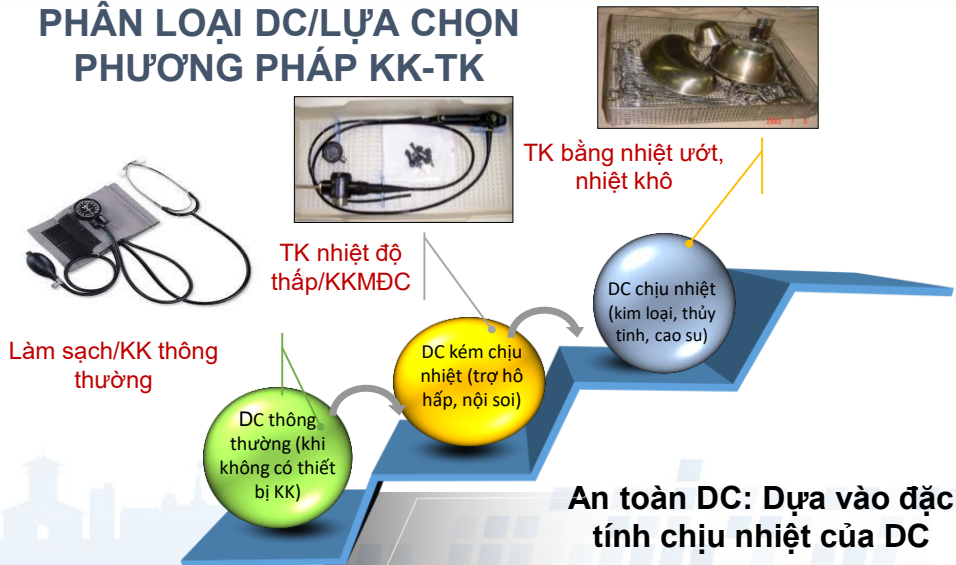 PHÂN LOẠI DC/LỰA CHỌN
PHƯƠNG PHÁP KK-TK
TK bằng nhiệt ướt,
nhiệt khô
TK nhiệt độ
thấp/KKMĐC
Làm sạch/KK thông
thường
DC chịu nhiệt
(kim loại, thủy
tinh, cao su)
DC kém chịu
nhiệt (trợ hô
hấp, nội soi)
DC thông
thường (khi
không có thiết
bị KK)
An toàn DC: Dựa vào đặc
tính chịu nhiệt của DC